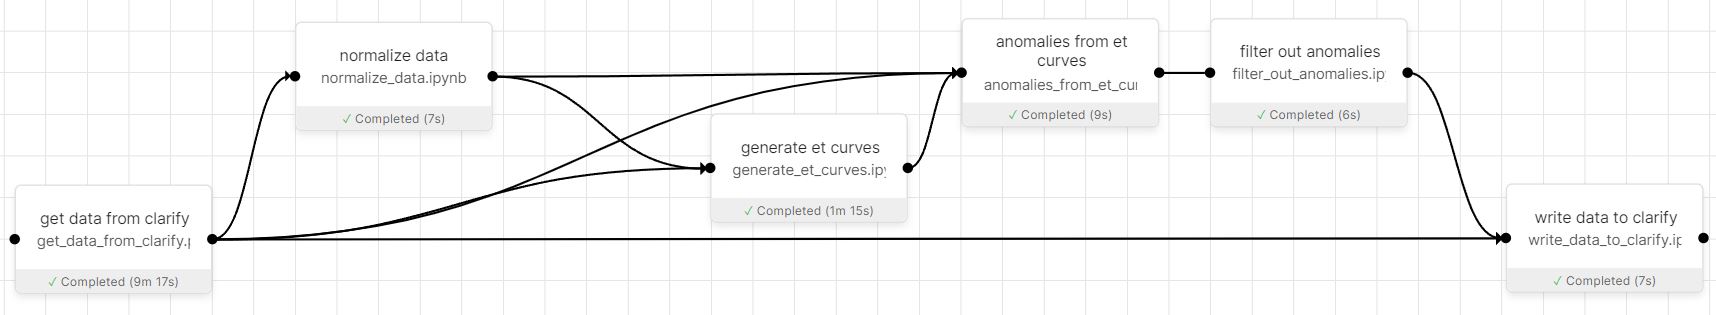 normalize data
normalize_data.ipynb
✓ Completed (7s)
anomalies from et
curves
anomalies_from_et_cur
✓ Completed (9s)
filter out anomalies
filter_out_anomalies.ip
✓ Completed (6s)
generate et curves
generate_et_curves.ipy
✓ Completed (1m 15s)
get data from clarify
get_data_from_clarify.p
✓ Completed (9m 17s)
write data to clarify
write_data_to_clarify.ip
✓ Completed (7s)